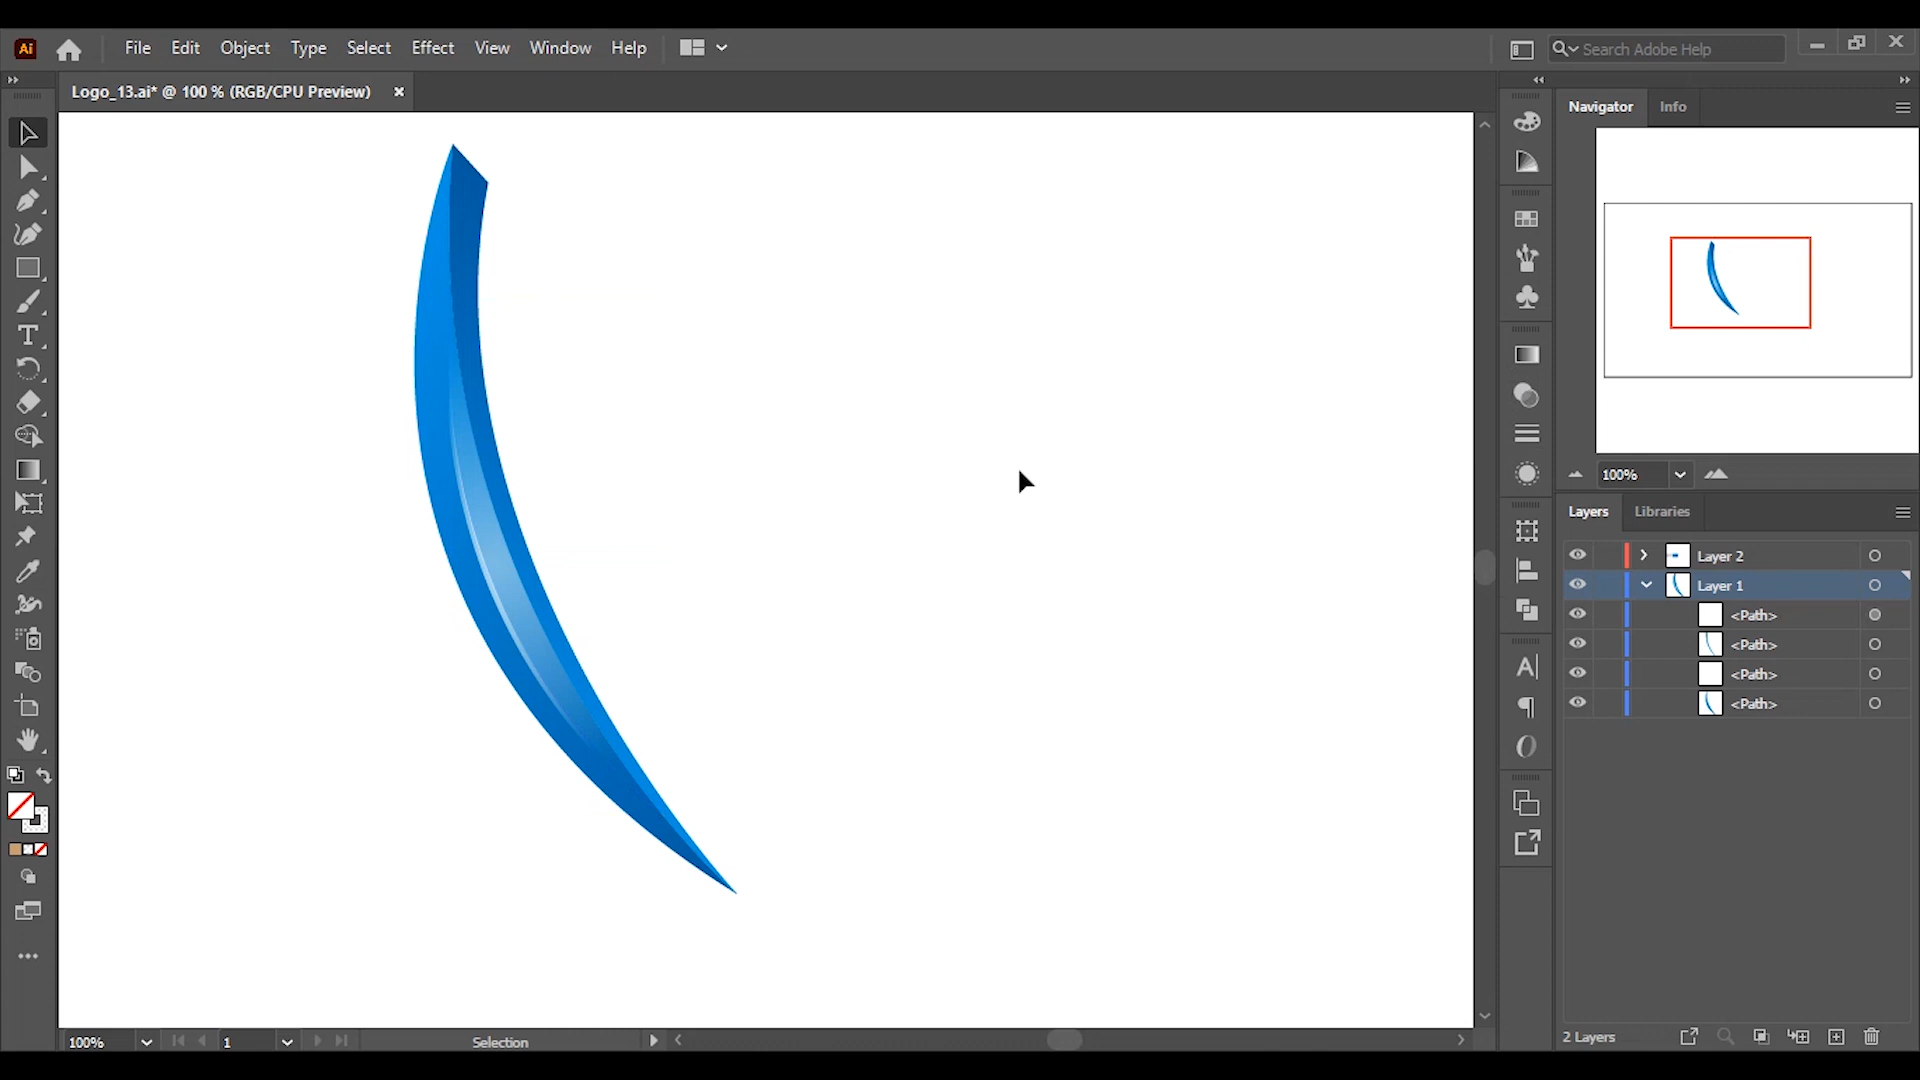 Ai File Edit Object Type Select Effect View Window Help Search Adobe Help
Logo_13.ai* @ 100 % (RGB/CPU Preview)
Navigator Info
100%
Layers Libraries
Layer 2
Layer 1
<Path>
<Path>
<Path>
<Path>
100% 1 Selection
2 Layers